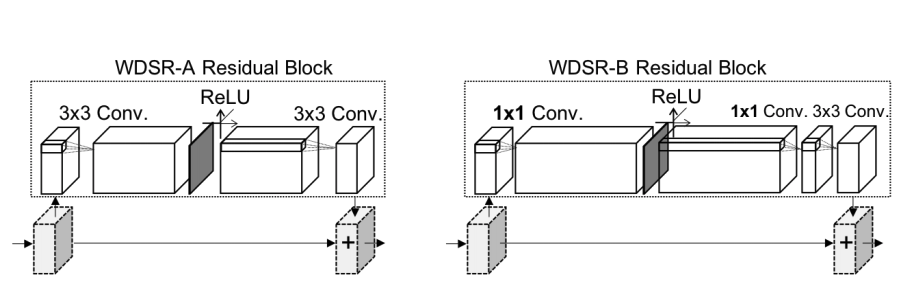 WDSR-A Residual Block
3x3 Conv.
ReLU
3x3 Conv.
+
WDSR-B Residual Block
1x1 Conv.
ReLU
1x1 Conv. 3x3 Conv.
+